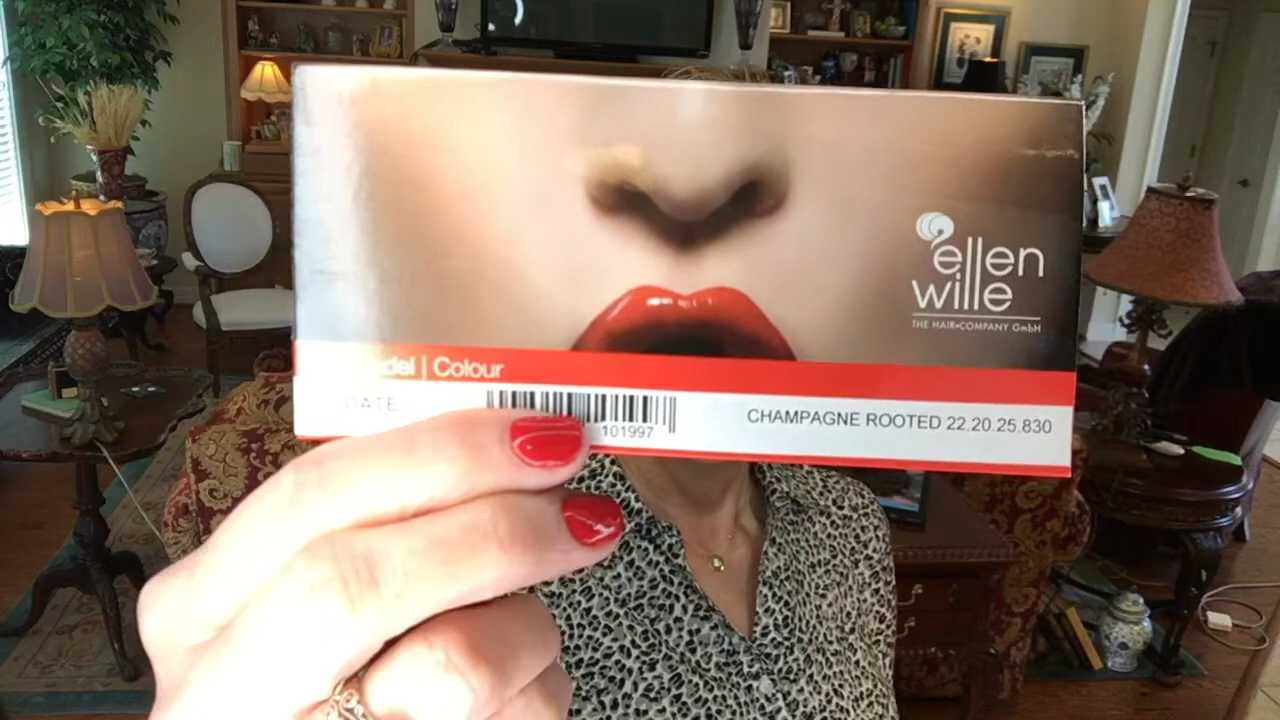 ellen
wille
THE HAIR•COMPANY GmbH
Colour
DATE
101997
CHAMPAGNE ROOTED 22.20.25.830